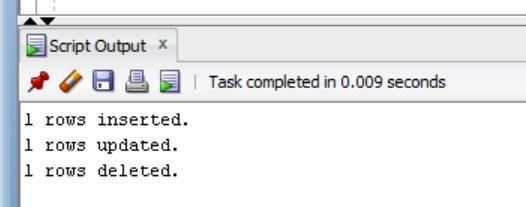 Script Output x
Task completed in 0.009 seconds
1 rows inserted.
1 rows updated.
1 rows deleted.